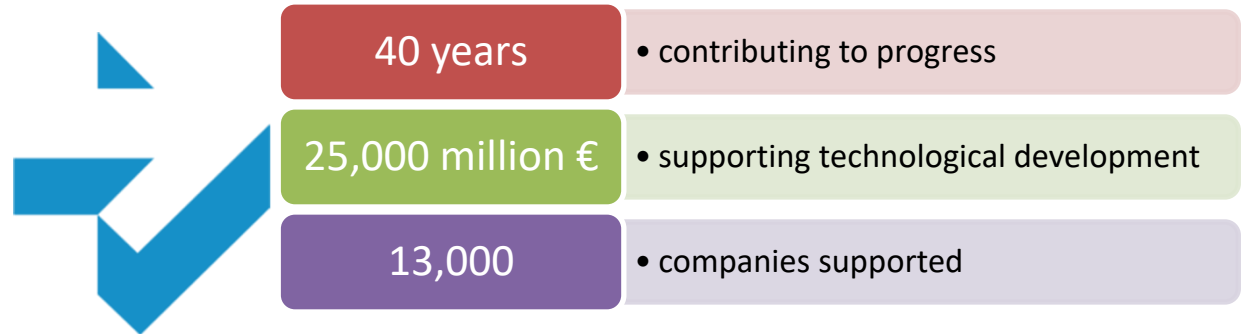 40 years
• contributing to progress
25,000 million €
• supporting technological development
13,000
• companies supported